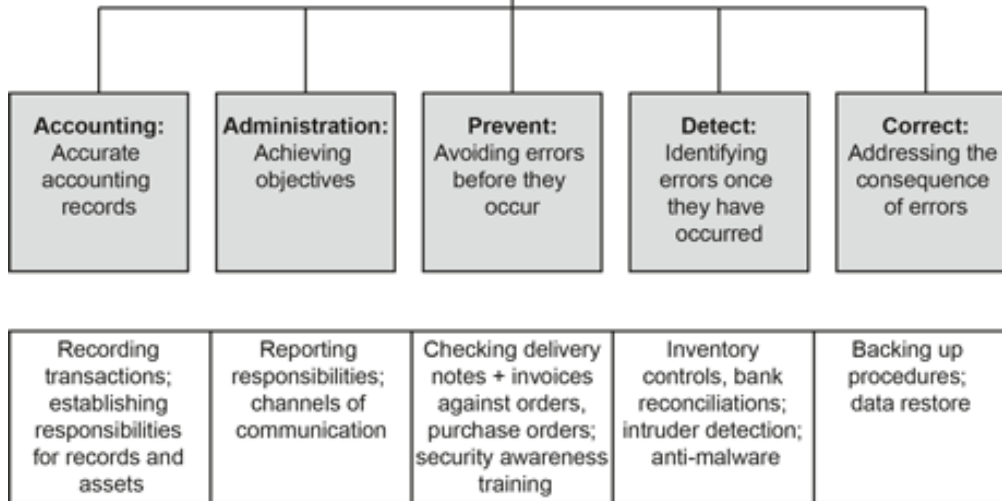 Accounting:
Accurate
accounting
records
Administration:
Achieving
objectives
Prevent:
Avoiding errors
before they
occur
Detect:
Identifying
errors once
they have
occurred
Correct:
Addressing the
consequence
of errors
Recording
transactions;
establishing
responsibilities
for records and
assets
Reporting
responsibilities;
channels of
communication
Checking delivery
notes + invoices
against orders,
purchase orders;
security awareness
training
Inventory
controls, bank
reconciliations;
intruder detection;
anti-malware
Backing up
procedures;
data restore